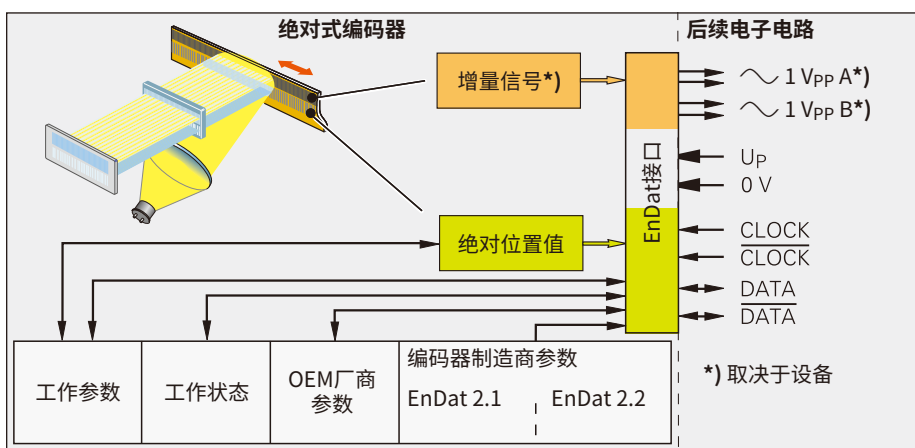 绝对式编码器
后续电子电路
增量信号*)
1 VPP A*)
1 VPP B*)
EnDat接口
UP
0 V
绝对位置值
CLOCK
CLOCK
DATA
DATA
工作参数
工作状态
OEM厂商
参数
编码器制造商参数
EnDat 2.1
EnDat 2.2
*) 取决于设备